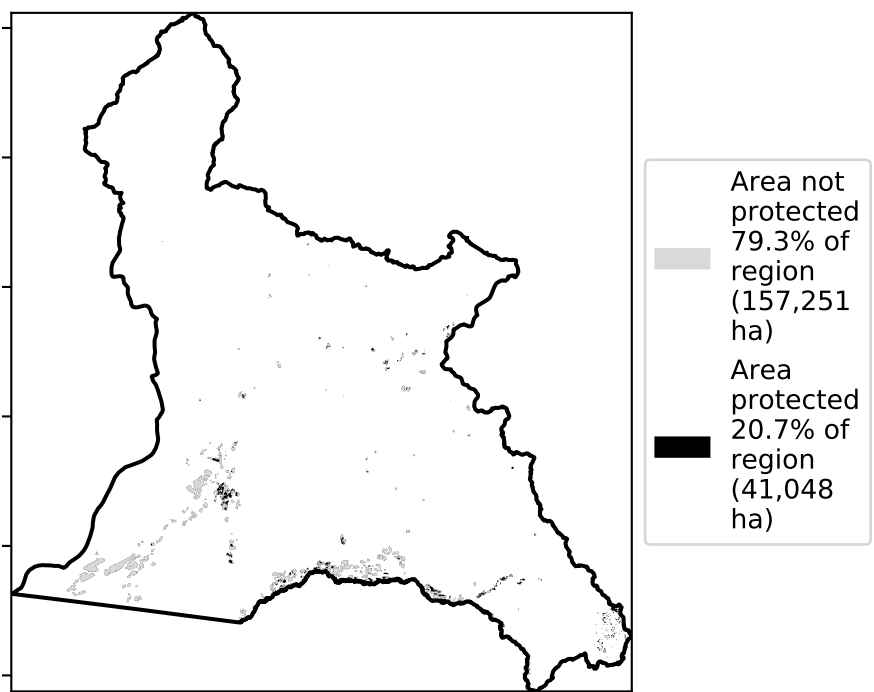 Area not
protected
79.3% of
region
(157,251
ha)
Area
protected
20.7% of
region
(41,048
ha)